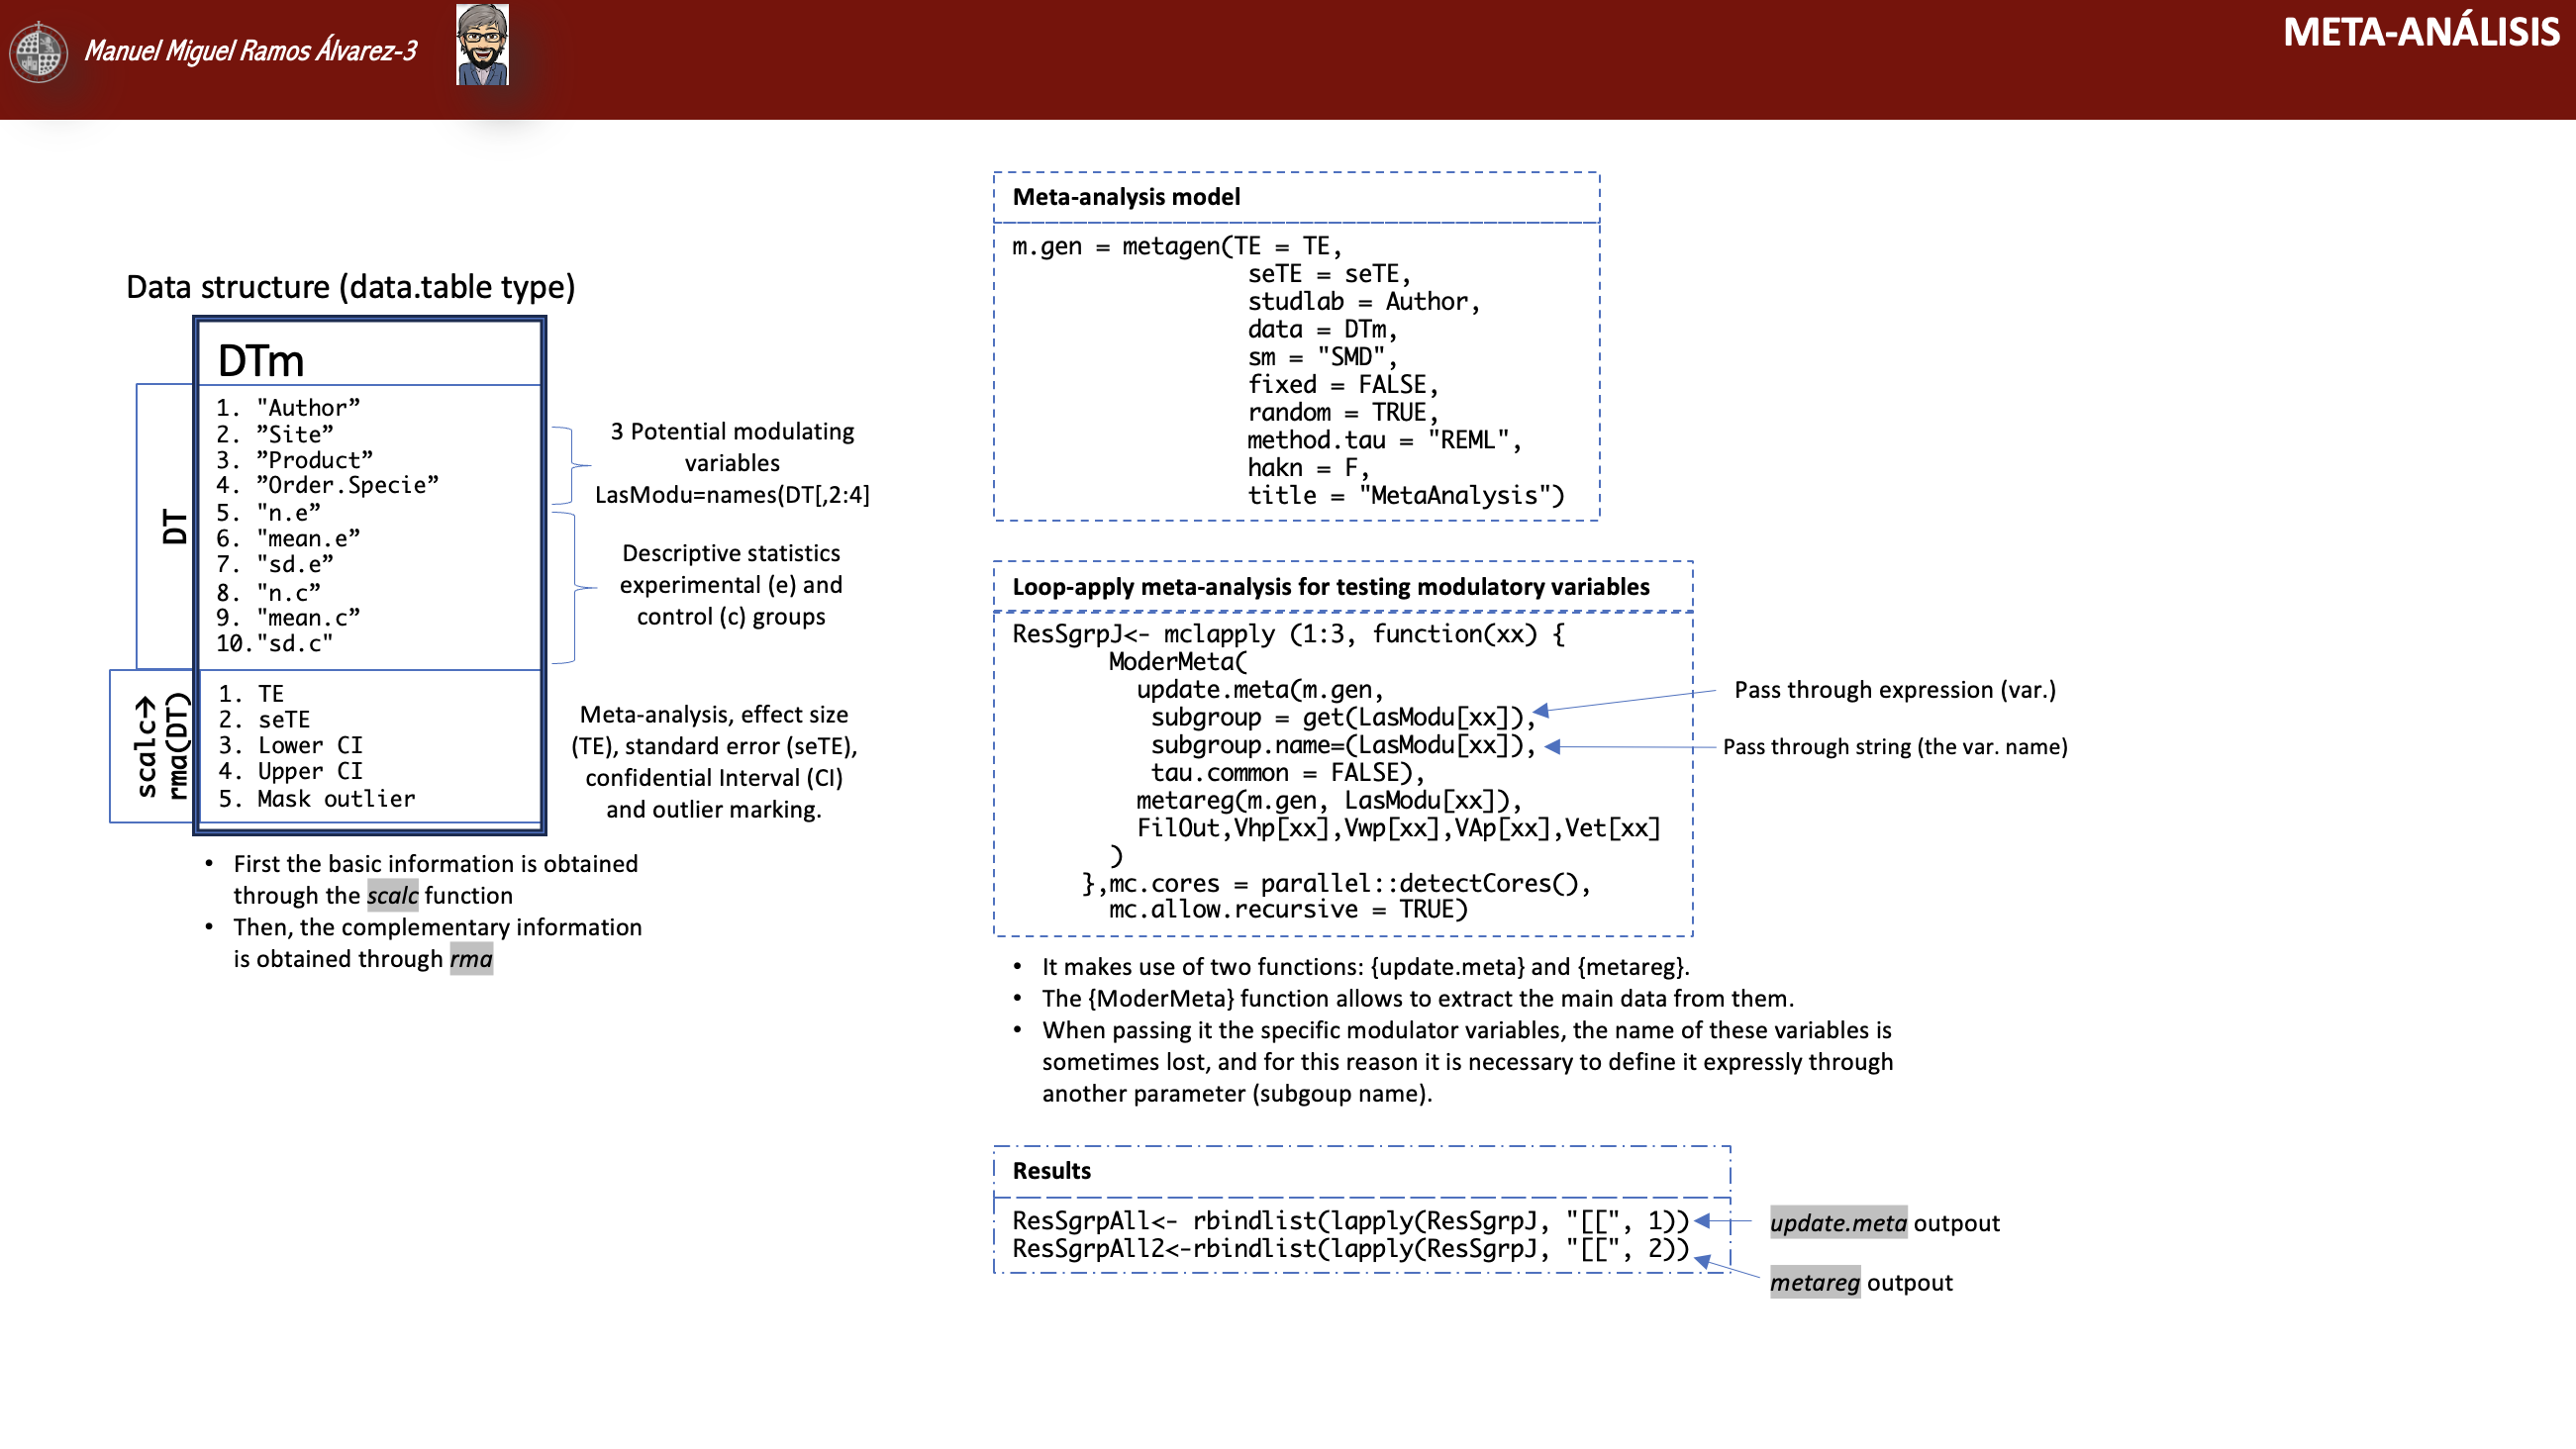 Manuel Miguel Ramos Álvarez-3
META-ANÁLISIS
Data structure (data.table type)
DTm
DT
1. "Author”
2. ”Site”
3. ”Product”
4. ”Order.Specie”
5. "n.e”
6. "mean.e”
7. "sd.e”
8. "n.c”
9. "mean.c”
10."sd.c"
3 Potential modulating
variables
LasModu=names(DT[,2:4]
Descriptive statistics
experimental (e) and
control (c) groups
scalc→
rma(DT)
1. TE
2. seTE
3. Lower CI
4. Upper CI
5. Mask outlier
Meta-analysis, effect size
(TE), standard error (seTE),
confidential Interval (CI)
and outlier marking.
• First the basic information is obtained
through the scalc function
• Then, the complementary information
is obtained through rma
Meta-analysis model
m.gen = metagen(TE = TE,
seTE = seTE,
studlab = Author,
data = DTm,
sm = "SMD",
fixed = FALSE,
random = TRUE,
method.tau = "REML",
hakn = F,
title = "MetaAnalysis")
Loop-apply meta-analysis for testing modulatory variables
ResSgrpJ<- mclapply (1:3, function(xx) {
ModerMeta(
update.meta(m.gen,
subgroup = get(LasModu[xx]),
subgroup.name=(LasModu[xx]),
tau.common = FALSE),
metareg(m.gen, LasModu[xx]),
FilOut,Vhp[xx],Vwp[xx],VAp[xx],Vet[xx]
)
},mc.cores = parallel::detectCores(),
mc.allow.recursive = TRUE)
Pass through expression (var.)
Pass through string (the var. name)
• It makes use of two functions: {update.meta} and {metareg}.
• The {ModerMeta} function allows to extract the main data from them.
• When passing it the specific modulator variables, the name of these variables is
sometimes lost, and for this reason it is necessary to define it expressly through
another parameter (subgoup name).
Results
ResSgrpAll<- rbindlist(lapply(ResSgrpJ, "[[", 1))
ResSgrpAll2<-rbindlist(lapply(ResSgrpJ, "[[", 2))
update.meta outpout
metareg outpout